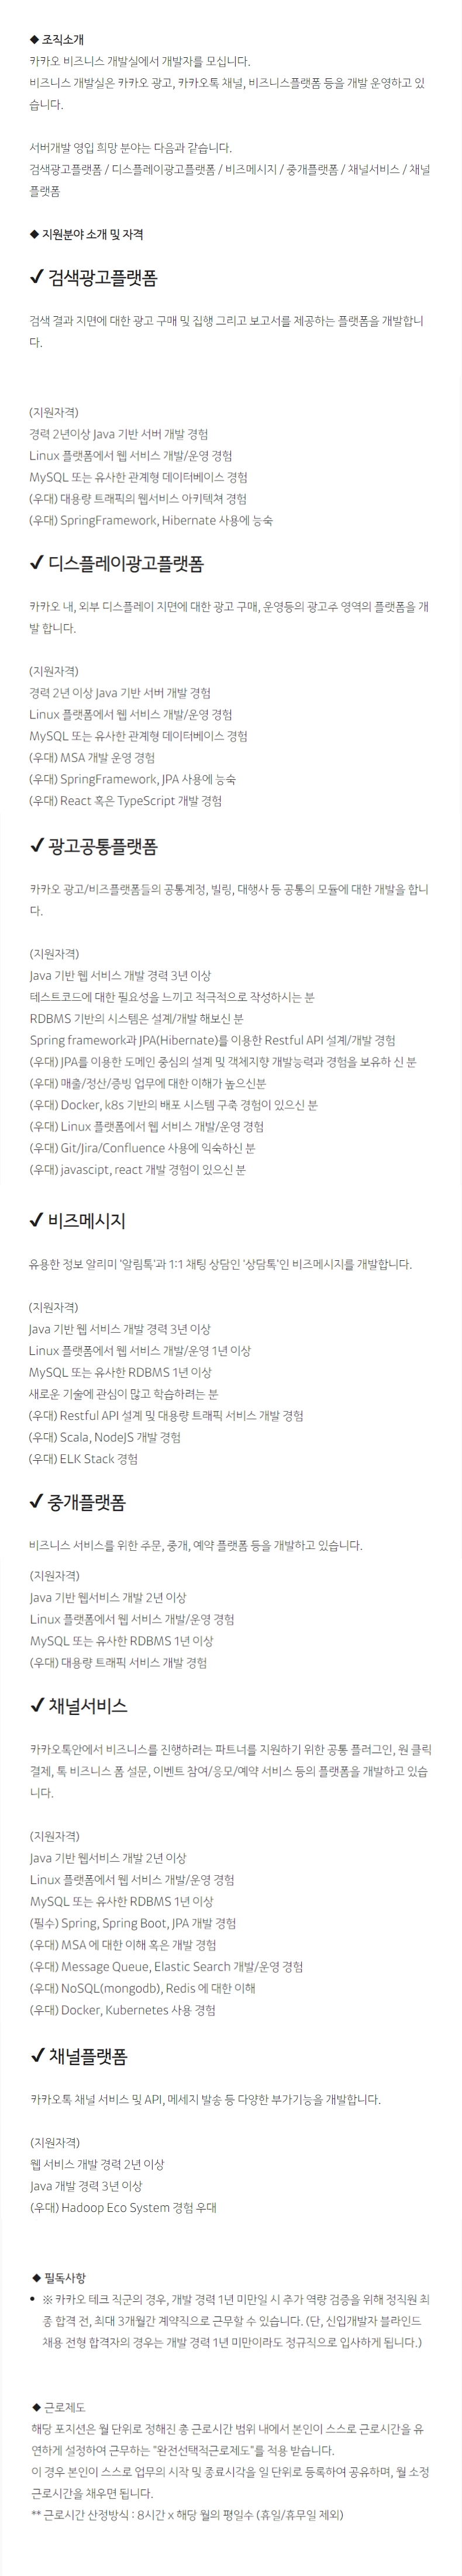 ◆ 조직소개
카카오 비즈니스 개발실에서 개발자를 모십니다.
비즈니스 개발실은 카카오 광고, 카카오톡 채널, 비즈니스플랫폼 등을 개발 운영하고 있
습니다.
서버개발 영입 희망 분야는 다음과 같습니다.
검색광고플랫폼 / 디스플레이광고플랫폼 / 비즈메시지 / 중개플랫폼 / 채널서비스 / 채널
플랫폼
◆ 지원분야 소개 및 자격
✔ 검색광고플랫폼
검색 결과 지면에 대한 광고 구매 및 집행 그리고 보고서를 제공하는 플랫폼을 개발합니
다.
(지원자격)
경력 2년이상 Java 기반 서버 개발 경험
Linux 플랫폼에서 웹 서비스 개발/운영 경험
MySQL 또는 유사한 관계형 데이터베이스 경험
(우대) 대용량 트래픽의 웹서비스 아키텍쳐 경험
(우대) SpringFramework, Hibernate 사용에 능숙
✔ 디스플레이광고플랫폼
카카오 내, 외부 디스플레이 지면에 대한 광고 구매, 운영등의 광고주 영역의 플랫폼을 개
발 합니다.
(지원자격)
경력 2년 이상 Java 기반 서버 개발 경험
Linux 플랫폼에서 웹 서비스 개발/운영 경험
MySQL 또는 유사한 관계형 데이터베이스 경험
(우대) MSA 개발 운영 경험
(우대) SpringFramework, JPA 사용에 능숙
(우대) React 혹은 TypeScript 개발 경험
✔ 광고공통플랫폼
카카오 광고/비즈플랫폼들의 공통계정, 빌링, 대행사 등 공통의 모듈에 대한 개발을 합니
다.
(지원자격)
Java 기반 웹 서비스 개발 경력 3년 이상
테스트코드에 대한 필요성을 느끼고 적극적으로 작성하시는 분
RDBMS 기반의 시스템은 설계/개발 해보신 분
Spring framework과 JPA(Hibernate)를 이용한 Restful API 설계/개발 경험
(우대) JPA를 이용한 도메인 중심의 설계 및 객체지향 개발능력과 경험을 보유하 신 분
(우대) 매출/정산/증빙 업무에 대한 이해가 높으신분
(우대) Docker, k8s 기반의 배포 시스템 구축 경험이 있으신 분
(우대) Linux 플랫폼에서 웹 서비스 개발/운영 경험
(우대) Git/Jira/Confluence 사용에 익숙하신 분
(우대) javascipt, react 개발 경험이 있으신 분
✔ 비즈메시지
유용한 정보 알리미 '알림톡'과 1:1 채팅 상담인 '상담톡'인 비즈메시지를 개발합니다.
(지원자격)
Java 기반 웹 서비스 개발 경력 3년 이상
Linux 플랫폼에서 웹 서비스 개발/운영 1년 이상
MySQL 또는 유사한 RDBMS 1년 이상
새로운 기술에 관심이 많고 학습하려는 분
(우대) Restful API 설계 및 대용량 트래픽 서비스 개발 경험
(우대) Scala, NodeJS 개발 경험
(우대) ELK Stack 경험
✔ 중개플랫폼
비즈니스 서비스를 위한 주문, 중개, 예약 플랫폼 등을 개발하고 있습니다.
(지원자격)
Java 기반 웹서비스 개발 2년 이상
Linux 플랫폼에서 웹 서비스 개발/운영 경험
MySQL 또는 유사한 RDBMS 1년 이상
(우대) 대용량 트래픽 서비스 개발 경험
✔ 채널서비스
카카오톡안에서 비즈니스를 진행하려는 파트너를 지원하기 위한 공통 플러그인, 원 클릭
결제, 톡 비즈니스 폼 설문, 이벤트 참여/응모/예약 서비스 등의 플랫폼을 개발하고 있습
니다.
(지원자격)
Java 기반 웹서비스 개발 2년 이상
Linux 플랫폼에서 웹 서비스 개발/운영 경험
MySQL 또는 유사한 RDBMS 1년 이상
(필수) Spring, Spring Boot, JPA 개발 경험
(우대) MSA 에 대한 이해 혹은 개발 경험
(우대) Message Queue, Elastic Search 개발/운영 경험
(우대) NoSQL(mongodb), Redis 에 대한 이해
(우대) Docker, Kubernetes 사용 경험
✔ 채널플랫폼
카카오톡 채널 서비스 및 API, 메세지 발송 등 다양한 부가기능을 개발합니다.
(지원자격)
웹 서비스 개발 경력 2년 이상
Java 개발 경력 3년 이상
(우대) Hadoop Eco System 경험 우대
◆ 필독사항
• ※ 카카오 테크 직군의 경우, 개발 경력 1년 미만일 시 추가 역량 검증을 위해 정직원 최
종 합격 전, 최대 3개월간 계약직으로 근무할 수 있습니다. (단, 신입개발자 블라인드
채용 전형 합격자의 경우는 개발 경력 1년 미만이라도 정규직으로 입사하게 됩니다.)
◆ 근로제도
해당 포지션은 월 단위로 정해진 총 근로시간 범위 내에서 본인이 스스로 근로시간을 유
연하게 설정하여 근무하는 "완전선택적근로제도"를 적용 받습니다.
이 경우 본인이 스스로 업무의 시작 및 종료시각을 일 단위로 등록하여 공유하며, 월 소정
근로시간을 채우면 됩니다.
** 근로시간 산정방식 : 8시간 x 해당 월의 평일수 (휴일/휴무일 제외)